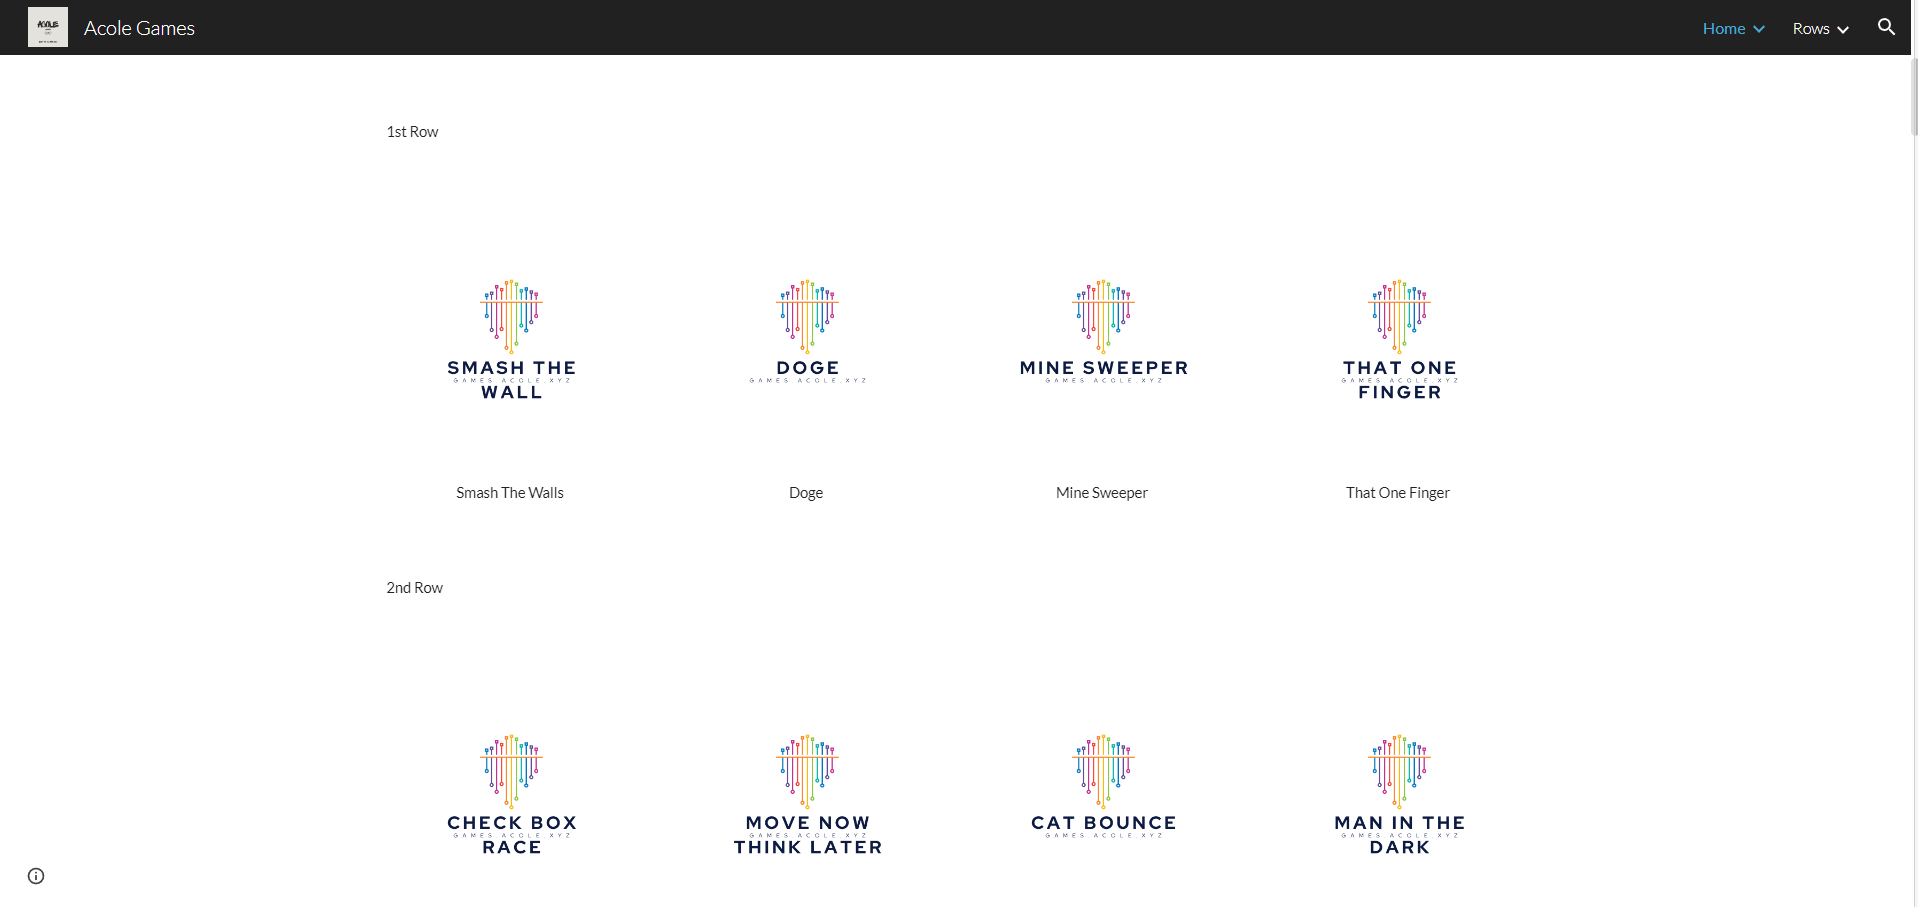 Acole Games
Home
Rows
1st Row
SMASH THE
GAMES.ACOLE.XYZ
WALL
DOGE
GAMES.ACOLE.XYZ
MINE SWEEPER
GAMES.ACOLE.XYZ
THAT ONE
GAMES.ACOLE.XYZ
FINGER
Smash The Walls
Doge
Mine Sweeper
That One Finger
2nd Row
CHECK BOX
GAMES.ACOLE.XYZ
RACE
MOVE NOW
GAMES.ACOLE.XYZ
THINK LATER
CAT BOUNCE
GAMES.ACOLE.XYZ
MAN IN THE
GAMES.ACOLE.XYZ
DARK